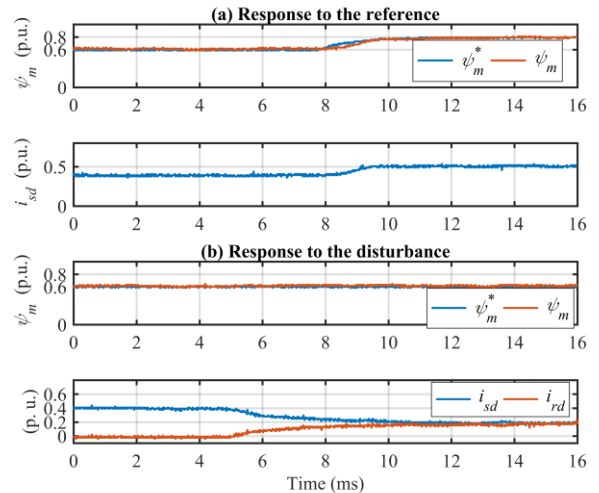 (a) Response to the reference
ψm (p.u.)
0.8
0.6
0
ψm* ψm
0 2 4 6 8 10 12 14 16
isd (p.u.)
0.5
0
0 2 4 6 8 10 12 14 16
(b) Response to the disturbance
ψm (p.u.)
0.8
0.6
0
ψm* ψm
0 2 4 6 8 10 12 14 16
(p. u.)
0.6
0.4
0.2
0
isd ird
0 2 4 6 8 10 12 14 16
Time (ms)